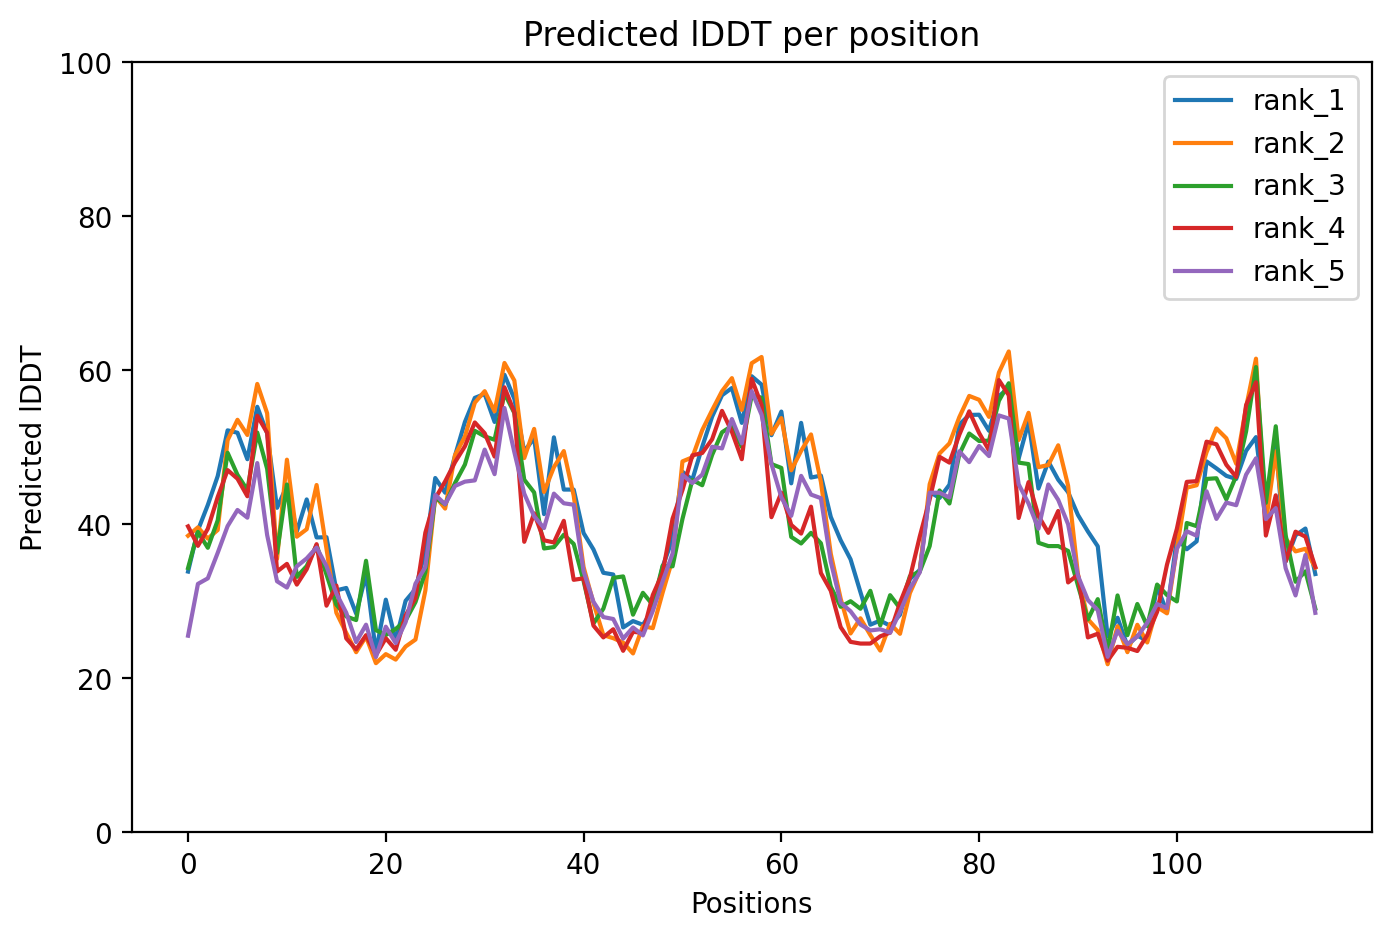 Predicted lDDT per position
100
80
60
40
20
0
Predicted lDDT
0 20 40 60 80 100
Positions
rank_1
rank_2
rank_3
rank_4
rank_5